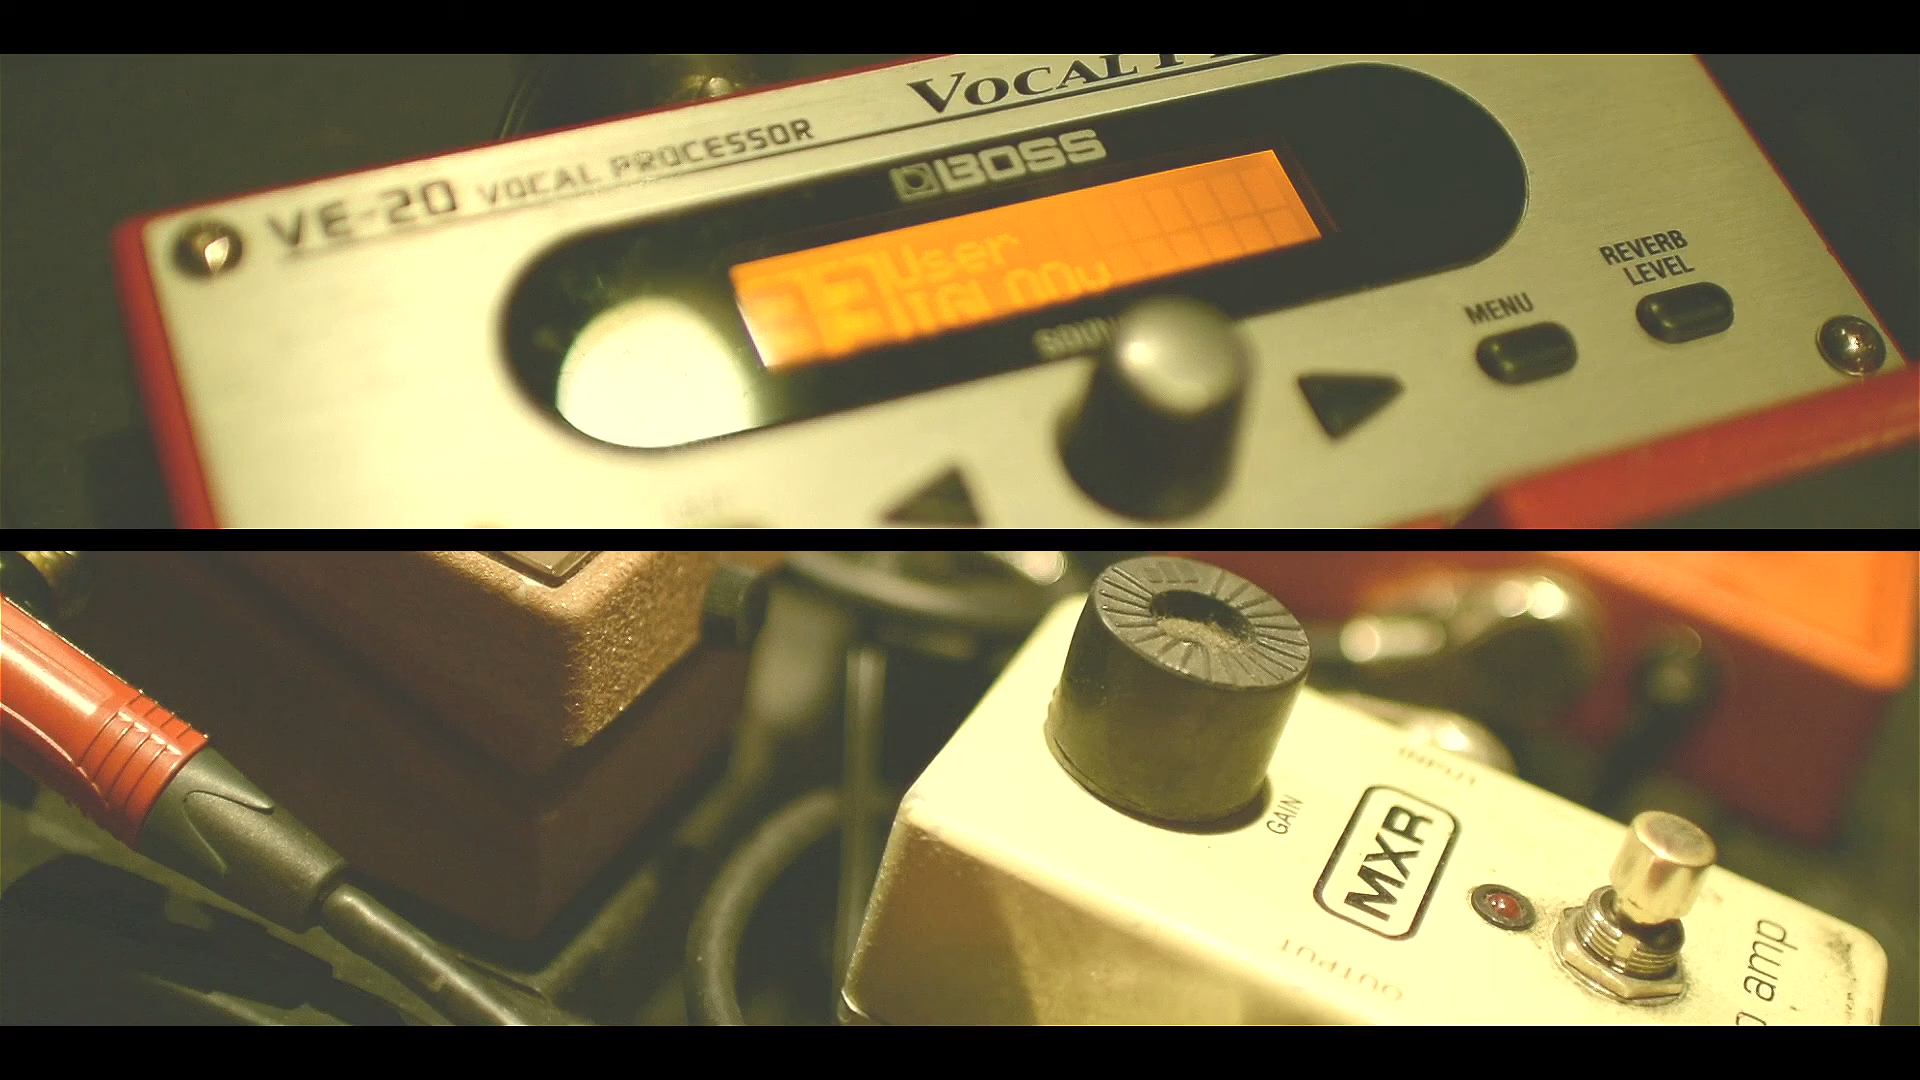 VOCAL
VE-20 VOCAL PROCESSOR
BOSS
User
REVERB
LEVEL
MENU
INPUT
GAIN
MXR
OUTPUT
amp